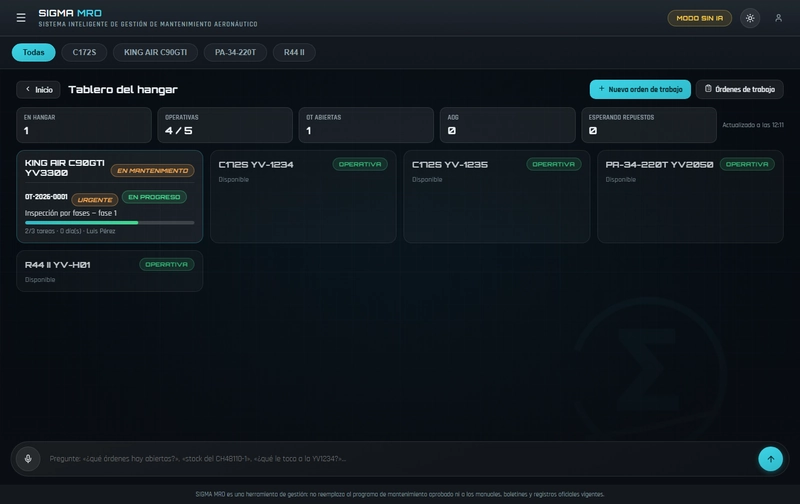 SIGMA MRO
SISTEMA INTELIGENTE DE GESTIÓN DE MANTENIMIENTO AERONÁUTICO
MODO SIN IA
Todas
C172S
KING AIR C90GTI
PA-34-220T
R44 II
Inicio
Tablero del hangar
+ Nueva orden de trabajo
Órdenes de trabajo
EN HANGAR
1
OPERATIVAS
4 / 5
OT ABIERTAS
1
AOG
0
ESPERANDO REPUESTOS
0
Actualizado a las 12:11
KING AIR C90GTI
YV3300
EN MANTENIMIENTO
OT-2026-0001
URGENTE
EN PROGRESO
Inspección por fases – fase 1
2/3 tareas · 0 día(s) · Luis Pérez
C172S YV-1234
OPERATIVA
Disponible
C172S YV-1235
OPERATIVA
Disponible
PA-34-220T YV2050
OPERATIVA
Disponible
R44 II YV-H01
OPERATIVA
Disponible
Pregunte: «¿qué órdenes hay abiertas?», «stock del CH48110-1», «¿qué le toca a la YV1234?»…
SIGMA MRO es una herramienta de gestión: no reemplaza al programa de mantenimiento aprobado ni a los manuales, boletines y registros oficiales vigentes.